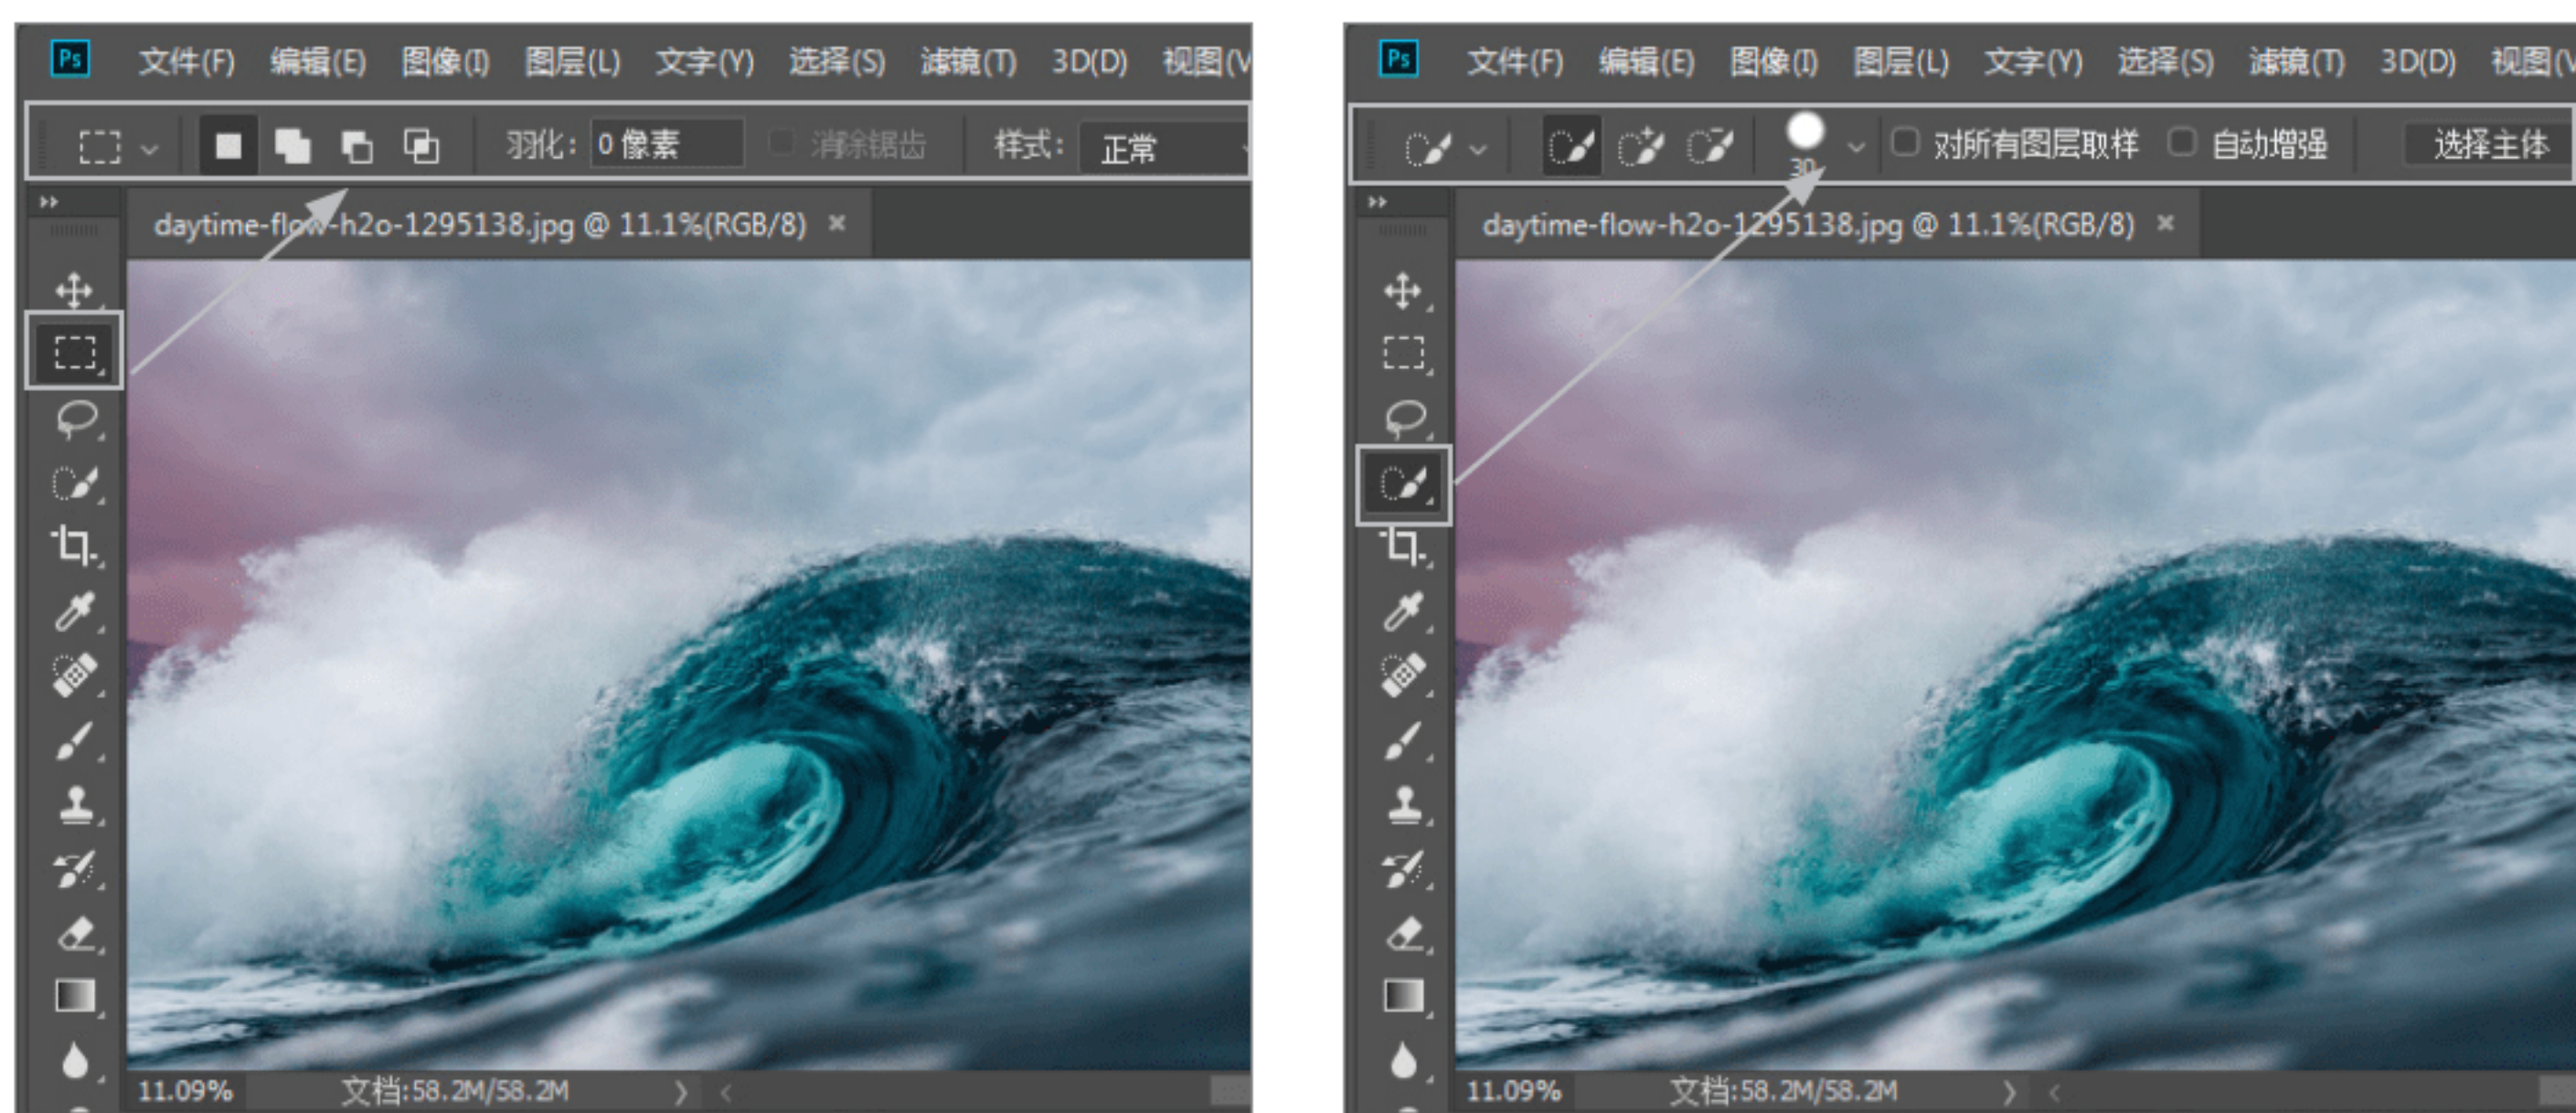 Ps 文件(F) 编辑(E) 图像(I) 图层(L) 文字(Y) 选择(S) 滤镜(T) 3D(D) 视图(V
羽化: 0 像素 消除锯齿 样式: 正常
daytime-flow-h2o-1295138.jpg @ 11.1%(RGB/8) ×
11.09% 文档:58.2M/58.2M
Ps 文件(F) 编辑(E) 图像(I) 图层(L) 文字(Y) 选择(S) 滤镜(T) 3D(D) 视图(V
30 对所有图层取样 自动增强 选择主体
daytime-flow-h2o-1295138.jpg @ 11.1%(RGB/8) ×
11.09% 文档:58.2M/58.2M